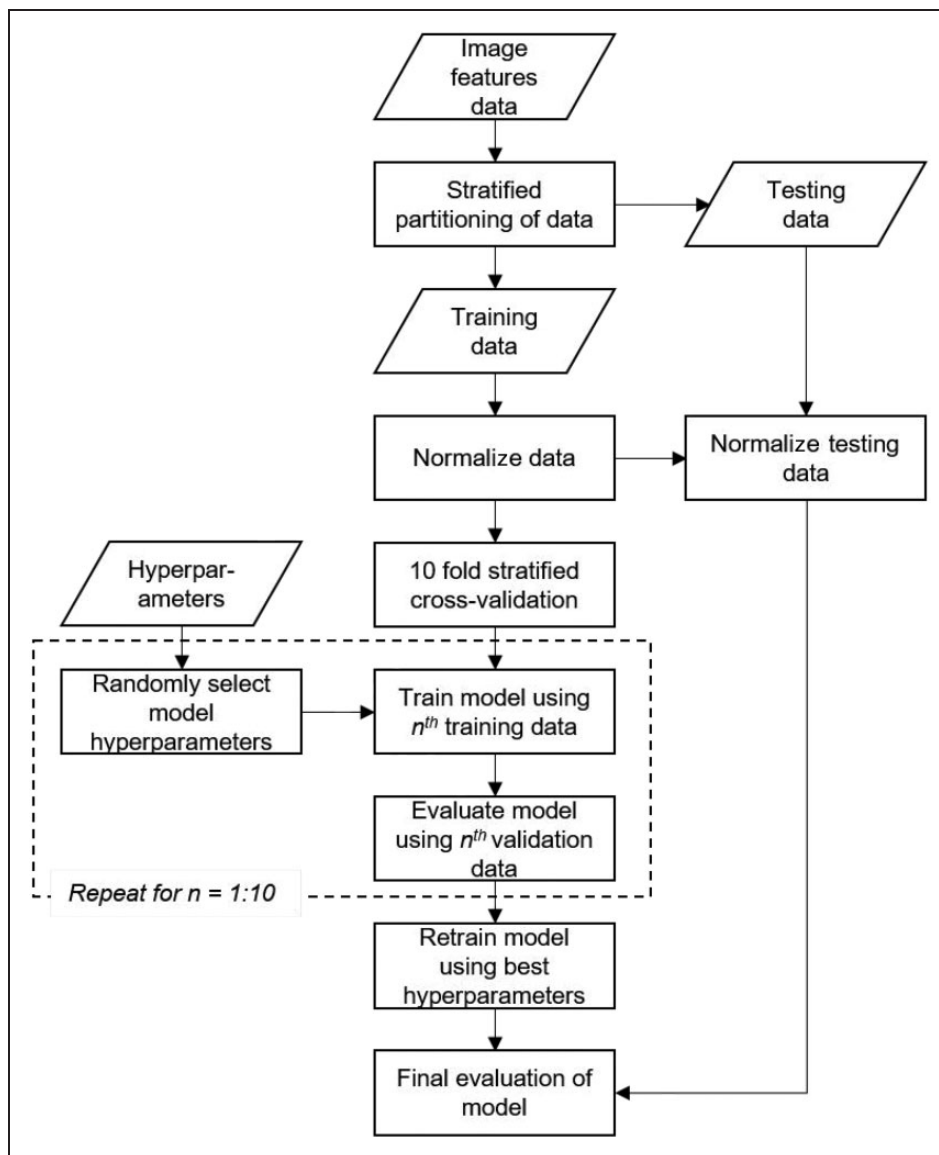 Image
features
data
Stratified
partitioning of data
Testing
data
Training
data
Normalize data
Normalize testing
data
Hyperpar-
ameters
10 fold stratified
cross-validation
Randomly select
model
hyperparameters
Train model using
nth training data
Evaluate model
using nth validation
data
Repeat for n = 1:10
Retrain model
using best
hyperparameters
Final evaluation of
model